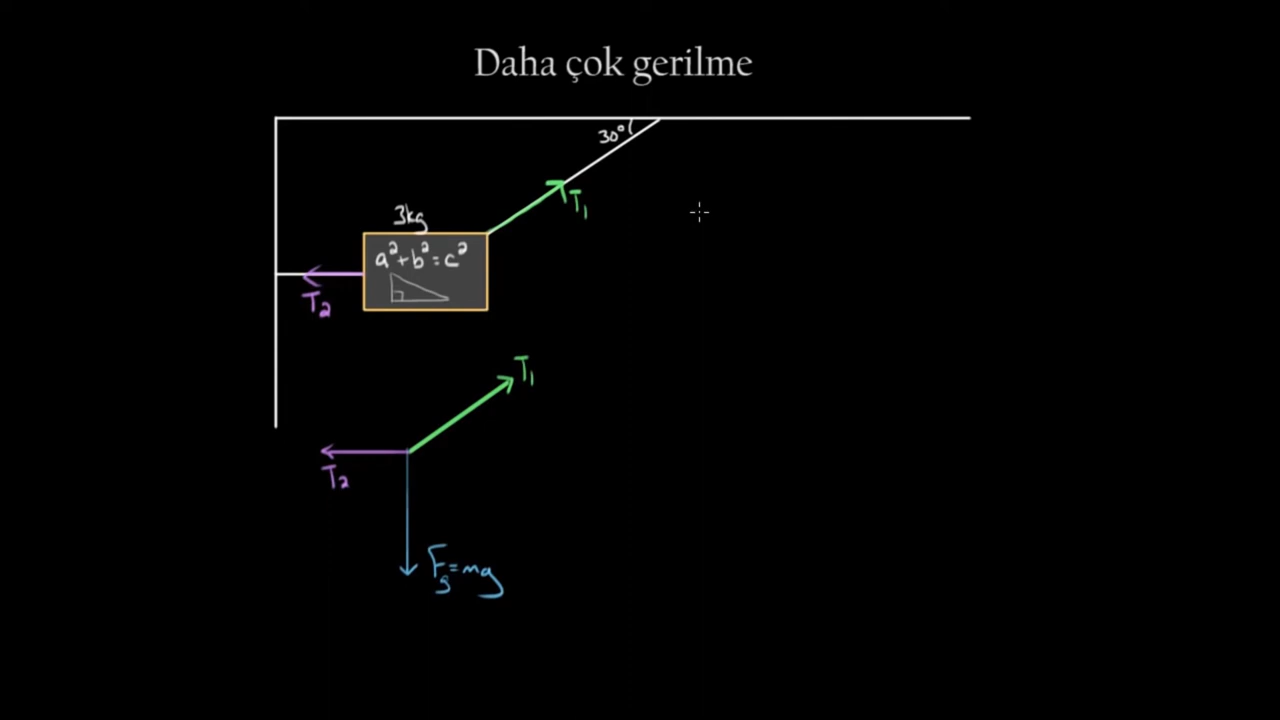 Daha çok gerilme
30°
T₁
3kg
a²+b²=c²
T₂
T₁
T₂
Fg=mg